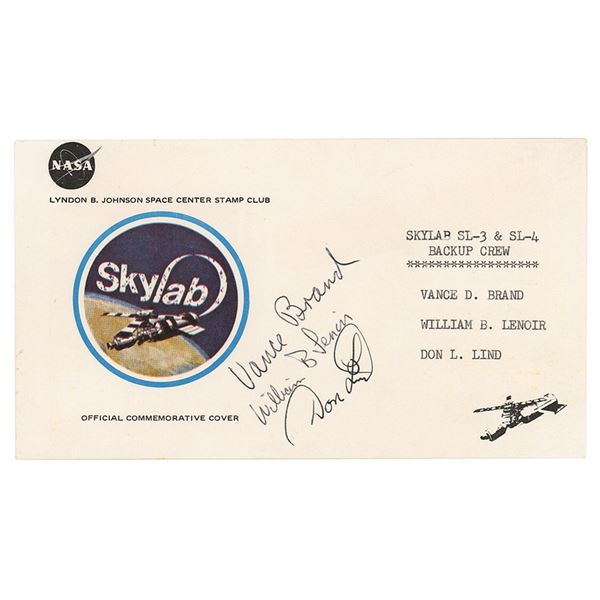 NASA
LYNDON B. JOHNSON SPACE CENTER STAMP CLUB
Skylab
OFFICIAL COMMEMORATIVE COVER
Vance Brand
William B Lenoir
Don Lind
SKYLAB SL-3 & SL-4
BACKUP CREW
******************
VANCE D. BRAND
WILLIAM B. LENOIR
DON L. LIND